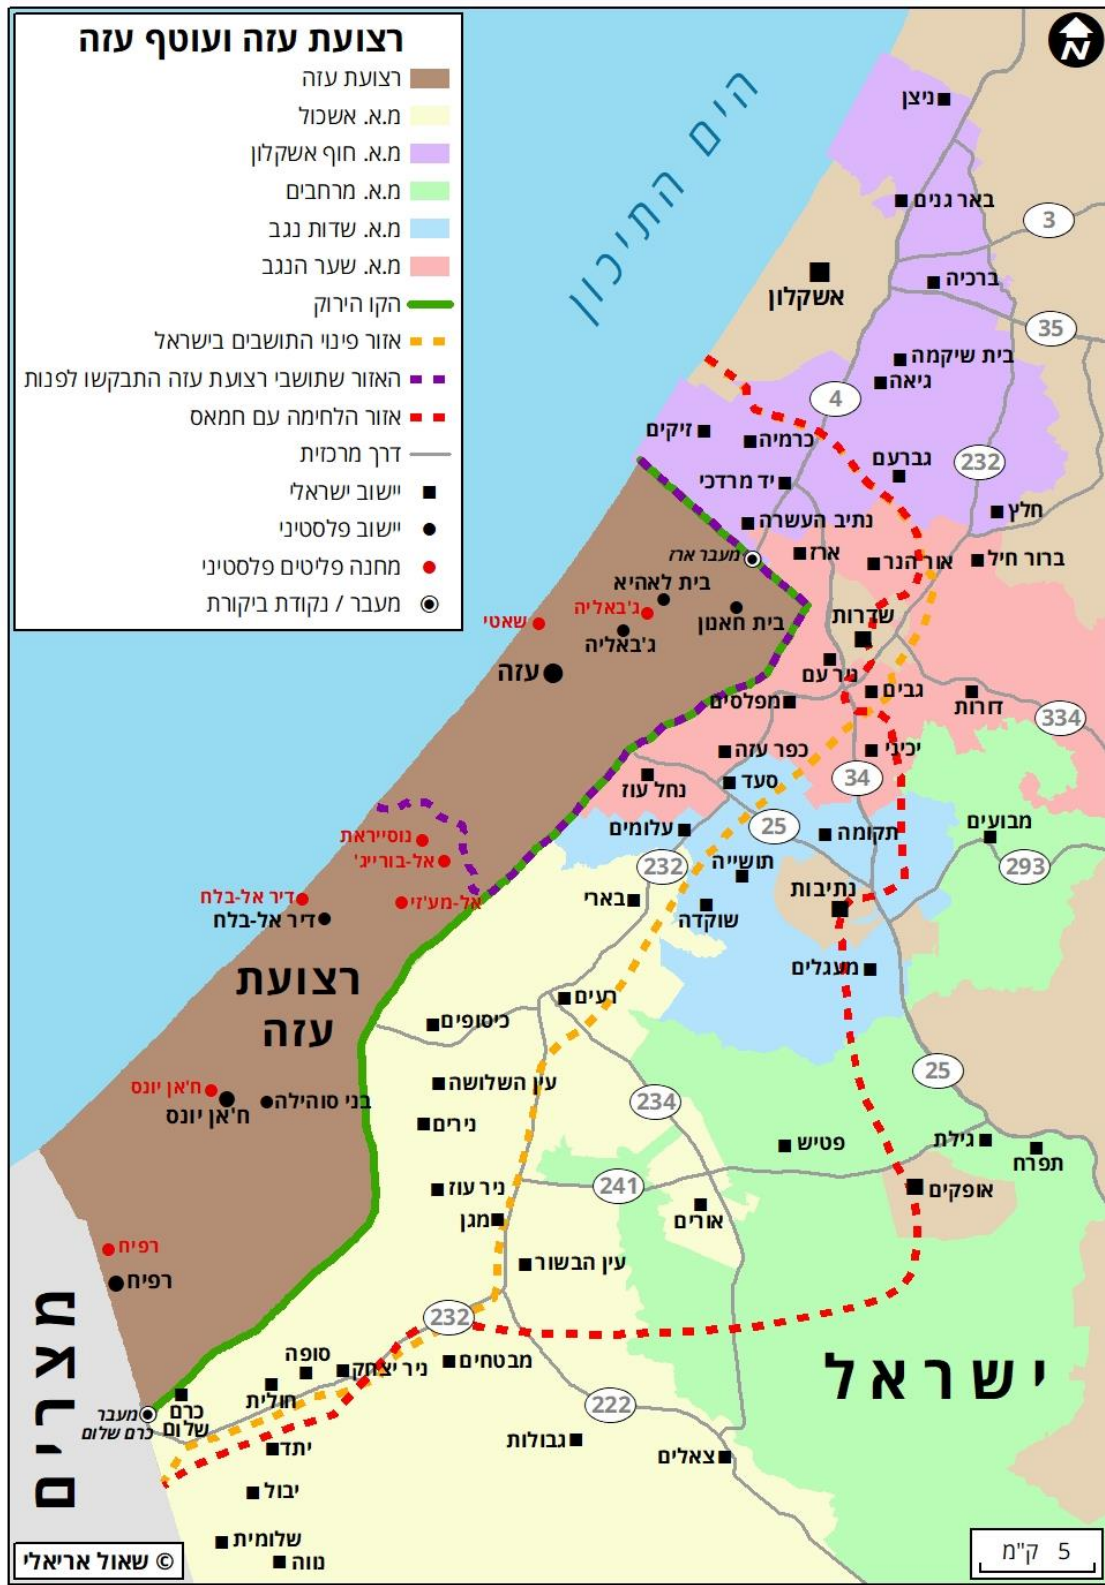 רצועת עזה ועוטף עזה
רצועת עזה
מ.א. אשכול
מ.א. חוף אשקלון
מ.א. מרחבים
מ.א. שדות נגב
מ.א. שער הנגב
הקו הירוק
אזור פינוי התושבים בישראל
האזור שתושבי רצועת עזה התבקשו לפנות
אזור הלחימה עם חמאס
דרך מרכזית
יישוב ישראלי
יישוב פלסטיני
מחנה פליטים פלסטיני
מעבר / נקודת ביקורת
N
הים התיכון
ניצן
באר גנים
3
ברכיה
אשקלון
35
בית שיקמה
גיאה
4
זיקים
כרמיה
גברעם
232
יד מרדכי
חלץ
נתיב העשרה
מעבר ארז
ארז
אור הנר
ברור חיל
בית לאהיא
ג'באליה
בית חאנון
שאטי
ג'באליה
שדרות
עזה
ניר עם
גבים
מפלסים
דורות
334
כפר עזה
יכיני
סעד
34
נחל עוז
עלומים
25
תקומה
מבועים
נוסייראת
אל-בורייג'
232
תושייה
293
נתיבות
דיר אל-בלח
אל-מע'זי
בארי
שוקדה
דיר אל-בלח
מעגלים
רצועת
עזה
רעים
כיסופים
25
ח'אן יונס
ח'אן יונס
בני סוהילה
עין השלושה
234
נירים
פטיש
גילת
תפרח
ניר עוז
241
אופקים
אורים
מגן
רפיח
רפיח
עין הבשור
מצרים
232
סופה
ניר יצחק
מבטחים
ישראל
חולית
כרם
שלום
מעבר
כרם שלום
222
יתד
גבולות
צאלים
יבול
שלומית
נווה
© שאול אריאלי
5 ק"מ